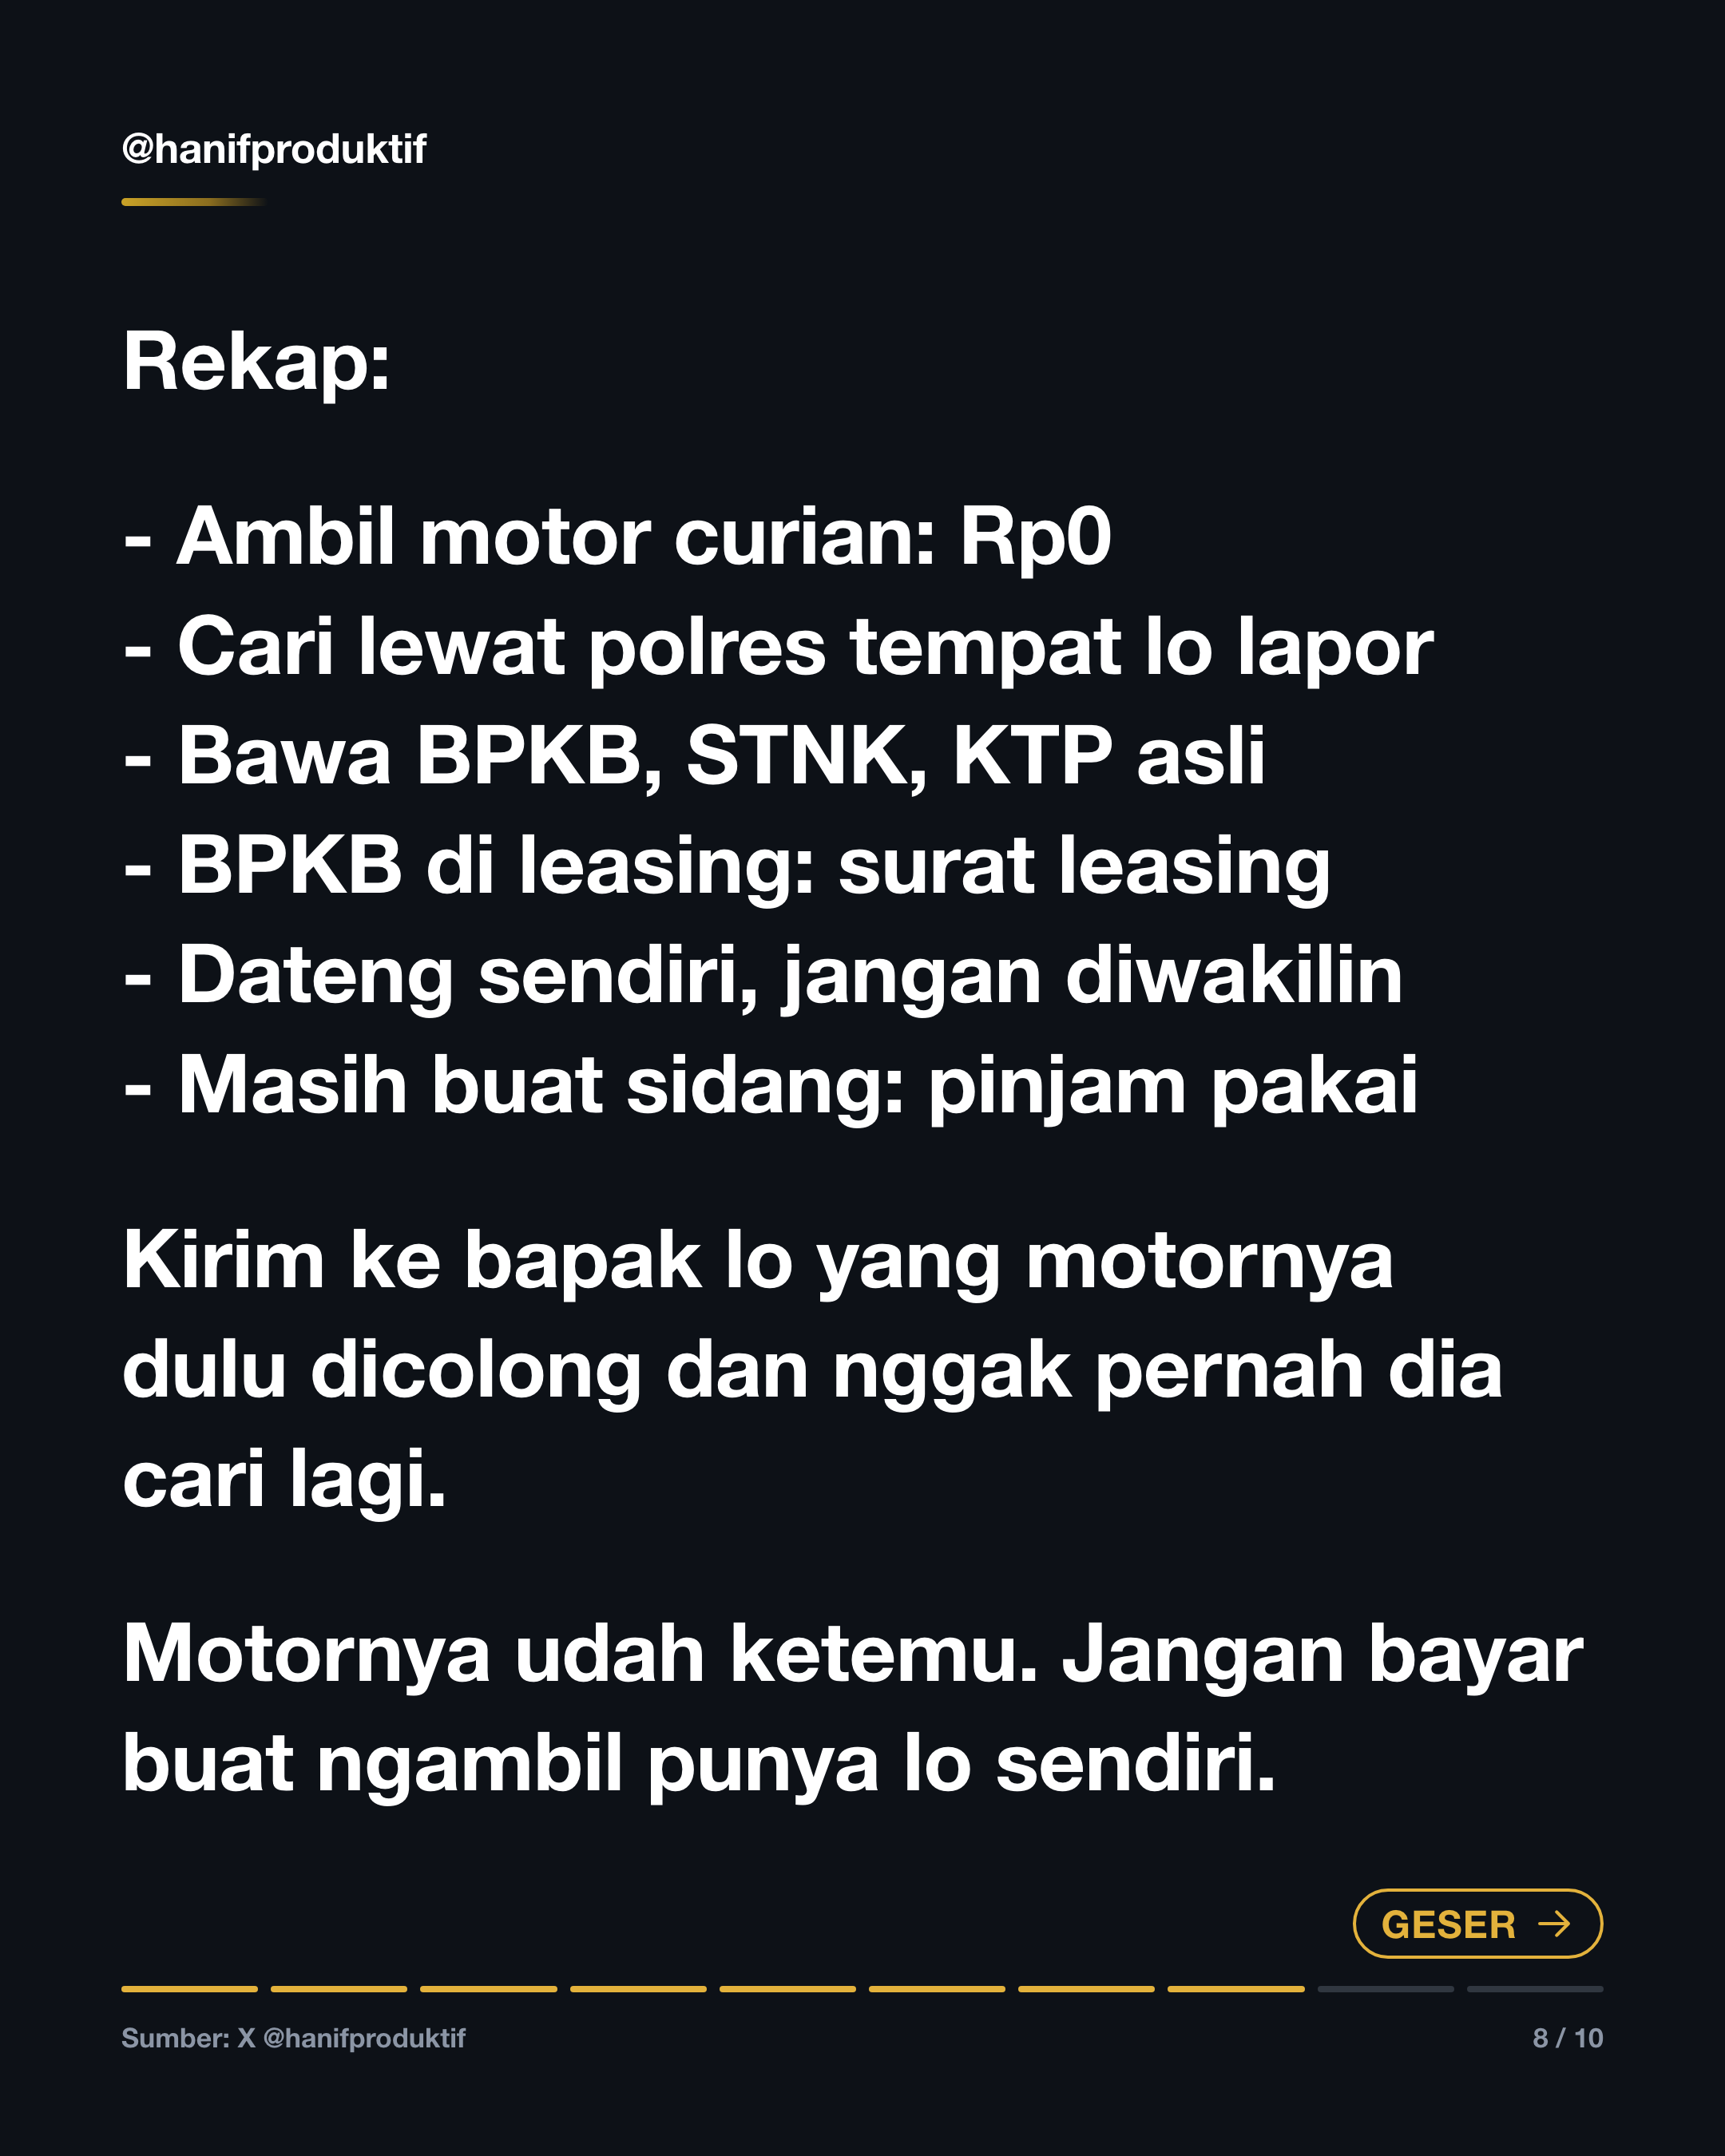 @hanifproduktif
Rekap:
- Ambil motor curian: Rp0
- Cari lewat polres tempat lo lapor
- Bawa BPKB, STNK, KTP asli
- BPKB di leasing: surat leasing
- Dateng sendiri, jangan diwakilin
- Masih buat sidang: pinjam pakai
Kirim ke bapak lo yang motornya
dulu dicolong dan nggak pernah dia
cari lagi.
Motornya udah ketemu. Jangan bayar
buat ngambil punya lo sendiri.
GESER →
Sumber: X @hanifproduktif
8 / 10